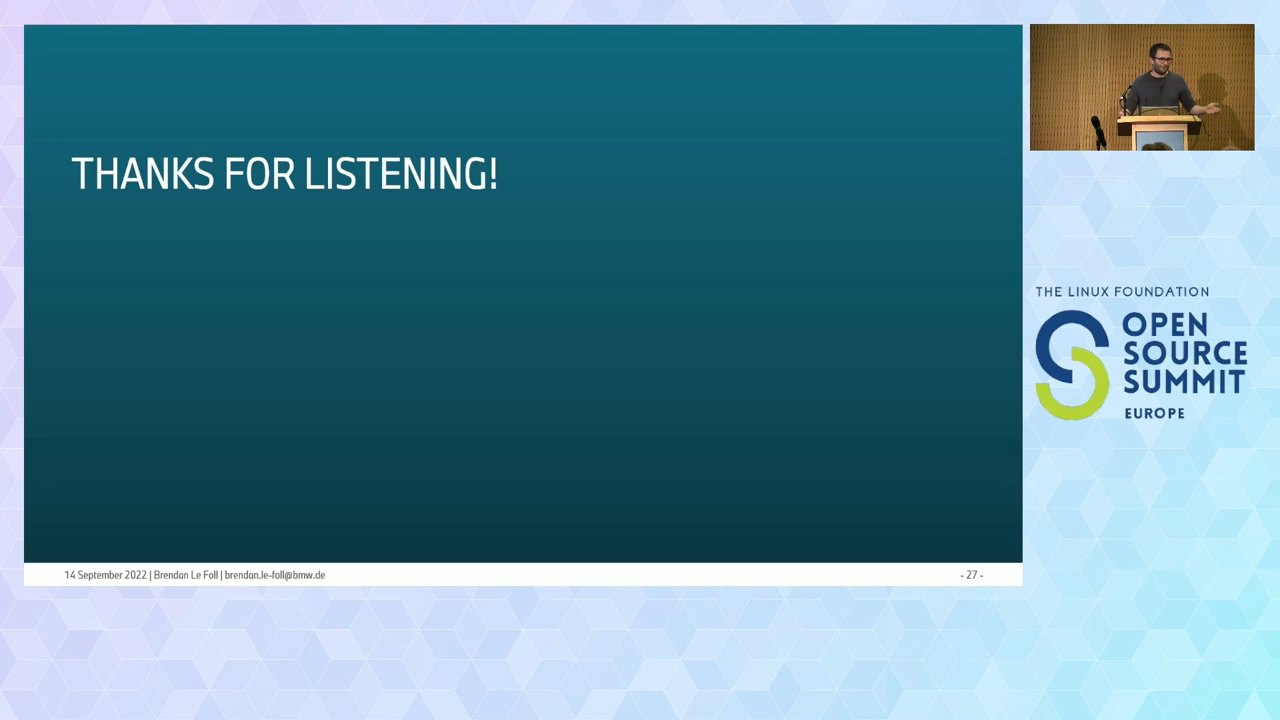 THANKS FOR LISTENING!
14 September 2022 | Brendan Le Foll | brendan.le-foll@bmw.de
- 27 -
THE LINUX FOUNDATION
OPEN
SOURCE
SUMMIT
EUROPE